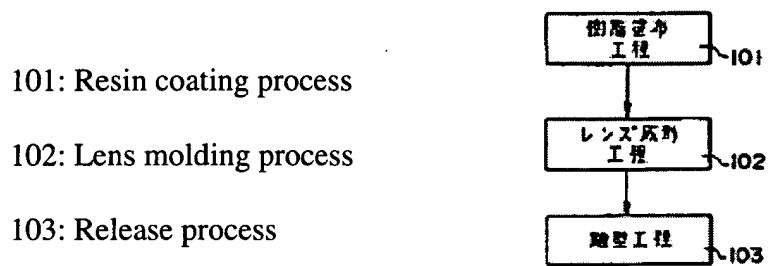 101: Resin coating process
102: Lens molding process
103: Release process
樹脂塗布
工程
101
レンズ成形
工程
102
離型工程
103